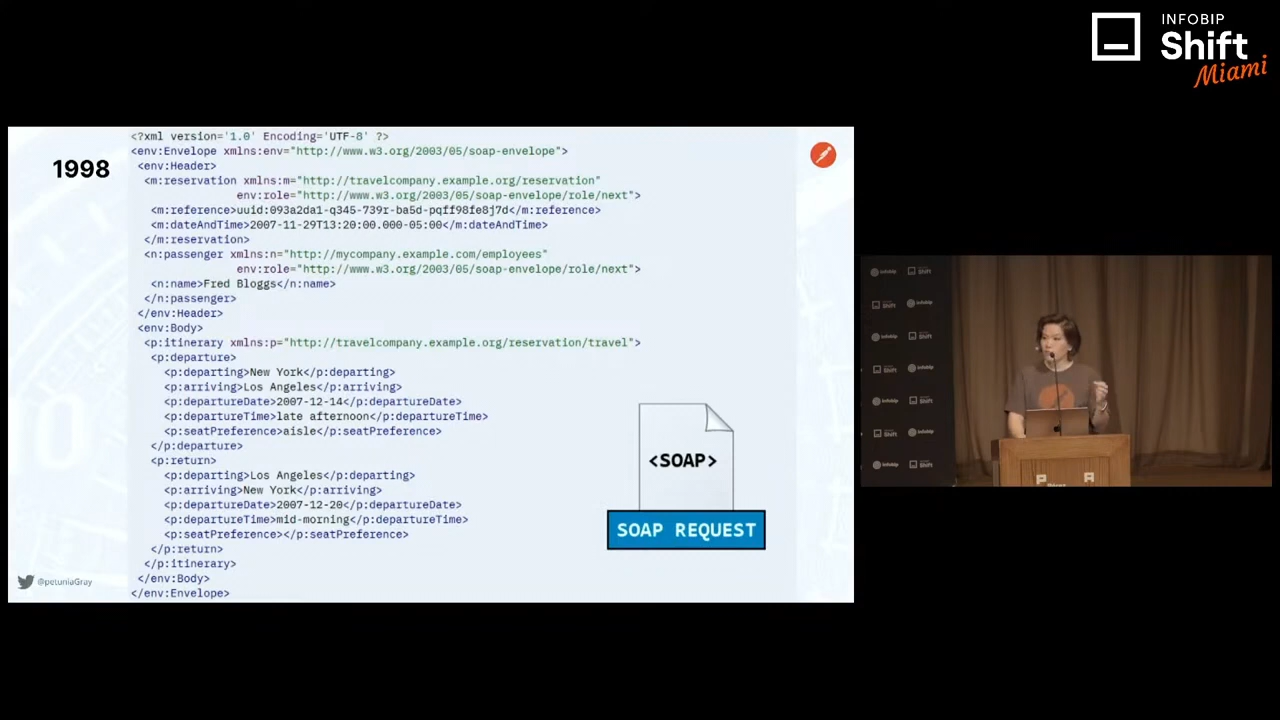 INFOBIP
Shift
Miami
1998
<?xml version='1.0' Encoding='UTF-8' ?>
<env:Envelope xmlns:env="http://www.w3.org/2003/05/soap-envelope">
<env:Header>
<m:reservation xmlns:m="http://travelcompany.example.org/reservation"
env:role="http://www.w3.org/2003/05/soap-envelope/role/next">
<m:reference>uuid:093a2da1-q345-739r-ba5d-pqff98fe8j7d</m:reference>
<m:dateAndTime>2007-11-29T13:20:00.000-05:00</m:dateAndTime>
</m:reservation>
<n:passenger xmlns:n="http://mycompany.example.com/employees"
env:role="http://www.w3.org/2003/05/soap-envelope/role/next">
<n:name>Fred Bloggs</n:name>
</n:passenger>
</env:Header>
<env:Body>
<p:itinerary xmlns:p="http://travelcompany.example.org/reservation/travel">
<p:departure>
<p:departing>New York</p:departing>
<p:arriving>Los Angeles</p:arriving>
<p:departureDate>2007-12-14</p:departureDate>
<p:departureTime>late afternoon</p:departureTime>
<p:seatPreference>aisle</p:seatPreference>
</p:departure>
<p:return>
<p:departing>Los Angeles</p:departing>
<p:arriving>New York</p:arriving>
<p:departureDate>2007-12-20</p:departureDate>
<p:departureTime>mid-morning</p:departureTime>
<p:seatPreference></p:seatPreference>
</p:return>
</p:itinerary>
</env:Body>
</env:Envelope>
<SOAP>
SOAP REQUEST
@petuniaGray